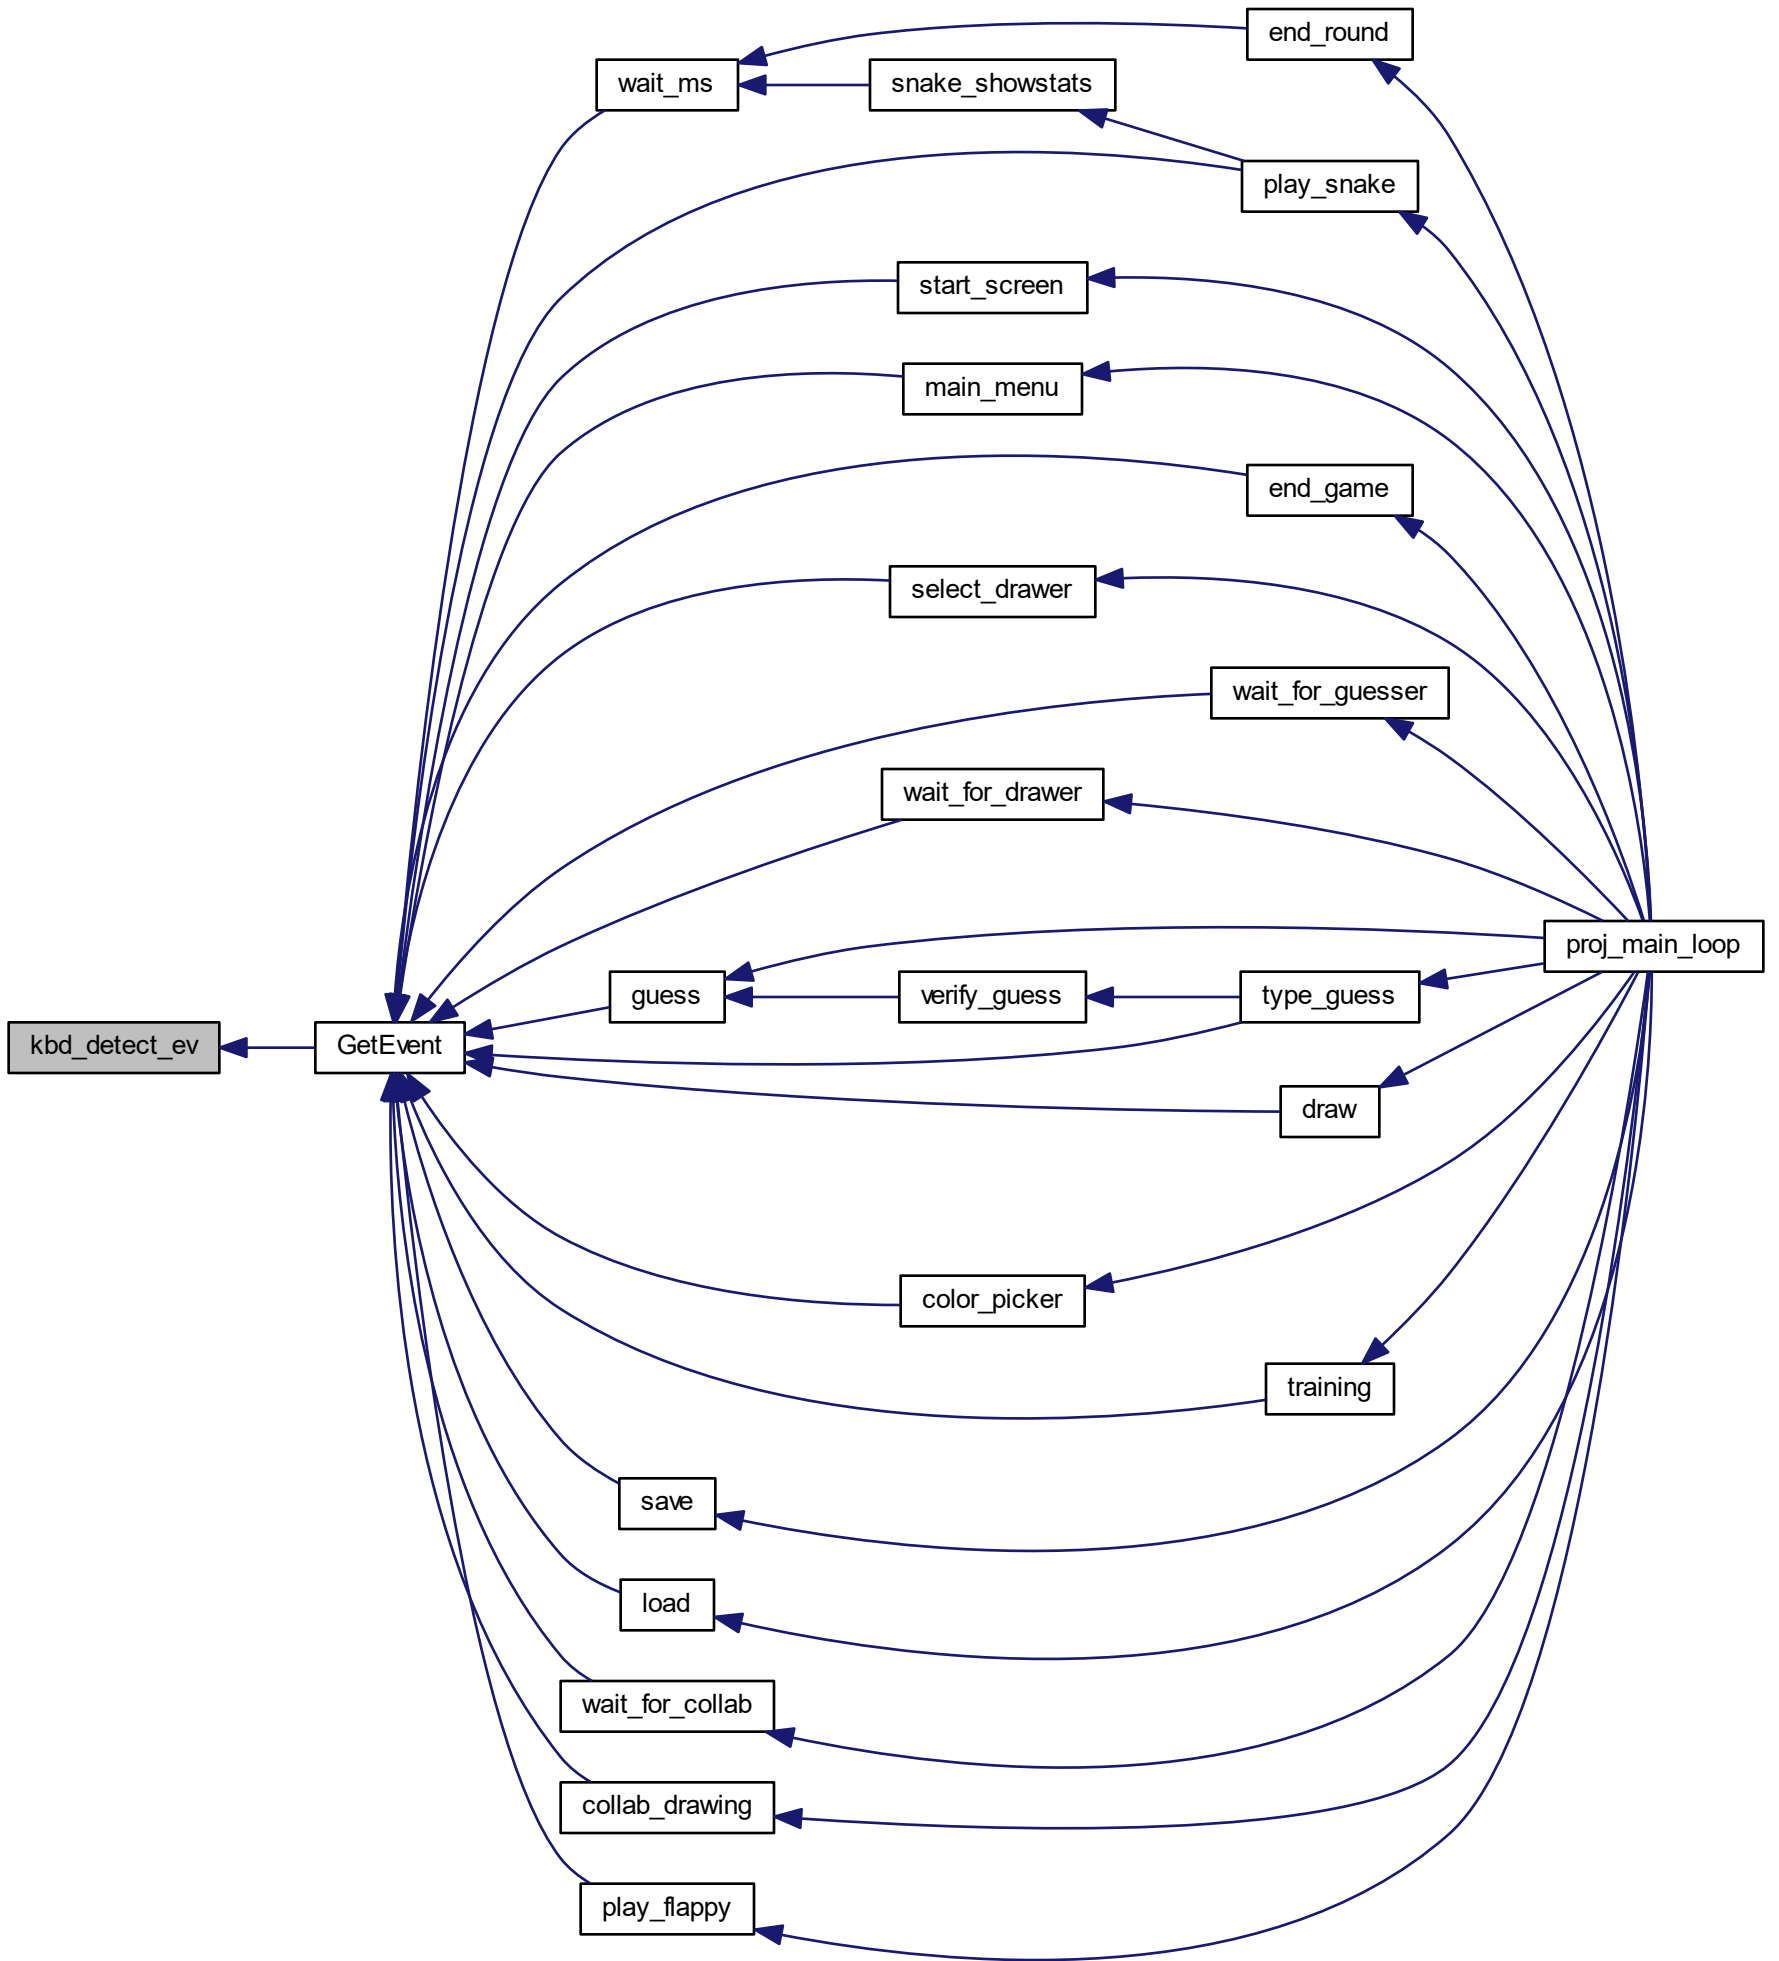 end_round
wait_ms
snake_showstats
play_snake
start_screen
main_menu
end_game
select_drawer
wait_for_guesser
wait_for_drawer
proj_main_loop
guess
verify_guess
type_guess
kbd_detect_ev
GetEvent
draw
color_picker
training
save
load
wait_for_collab
collab_drawing
play_flappy